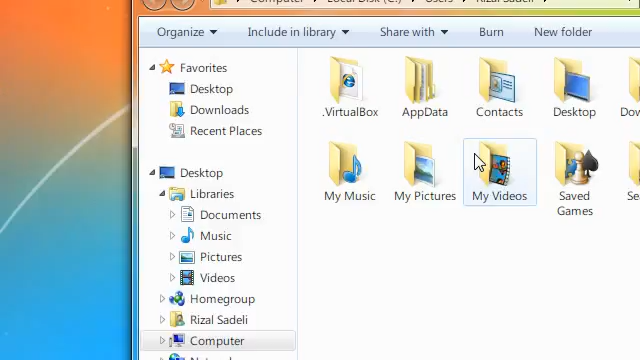 Computer Local Disk (C:) Users Rizal Sadeli
Organize Include in library Share with Burn New folder
Favorites
Desktop
Downloads
Recent Places
Desktop
Libraries
Documents
Music
Pictures
Videos
Homegroup
Rizal Sadeli
Computer
.VirtualBox AppData Contacts Desktop
My Music My Pictures My Videos Saved Games